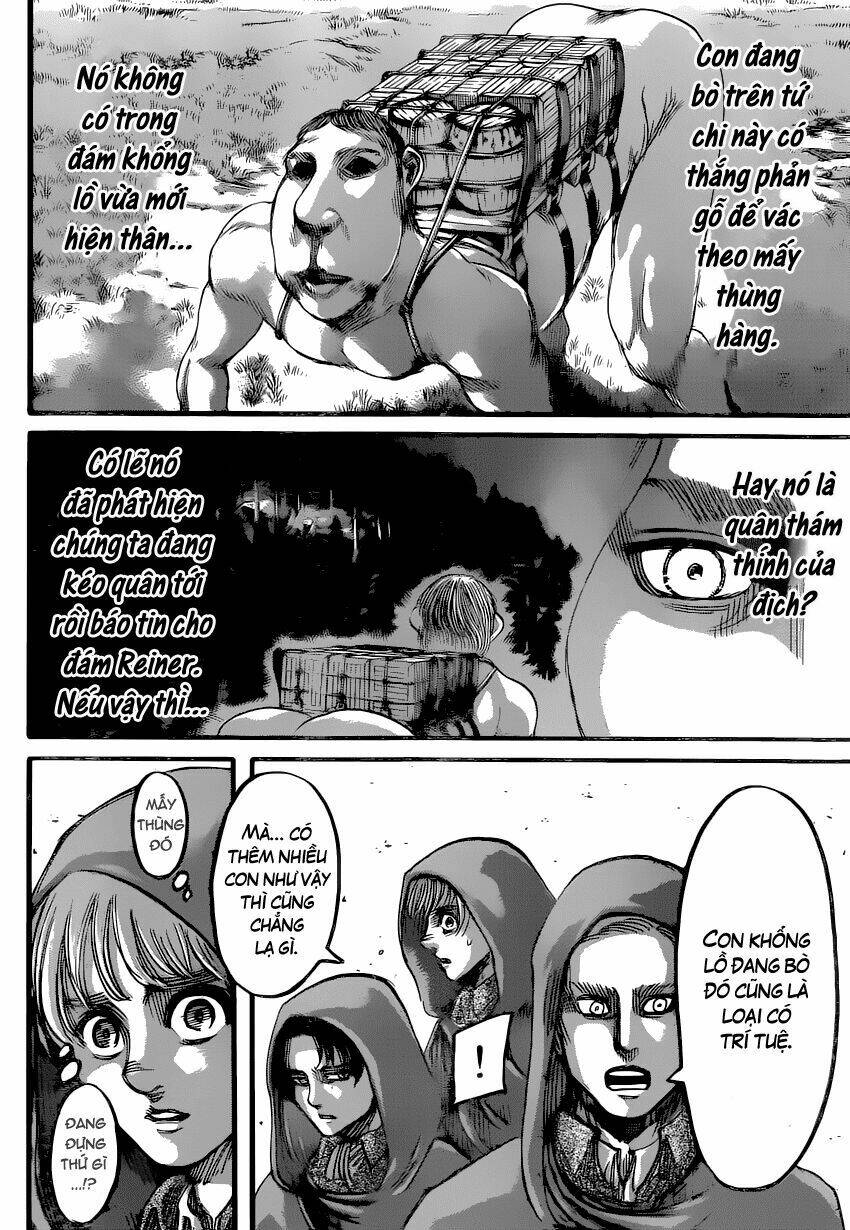 Con đang
bò trên tứ
chi này có
thắng phản
gỗ để vác
theo mấy
thùng
hàng.
Nó không
có trong
đám khổng
lồ vừa mới
hiện thân...
Hay nó là
quân thám
thính của
địch?
Có lẽ nó
đã phát hiện
chúng ta đang
kéo quân tới
rồi báo tin cho
đám Reiner.
Nếu vậy thì...
CON KHỔNG
LỒ ĐANG BÒ
ĐÓ CŨNG LÀ
LOẠI CÓ
TRÍ TUỆ.
!
MÀ... CÓ
THÊM NHIỀU
CON NHƯ VẬY
THÌ CŨNG
CHẲNG
LẠ GÌ.
MẤY
THÙNG
ĐÓ
ĐANG
ĐỰNG
THỨ GÌ
...!?